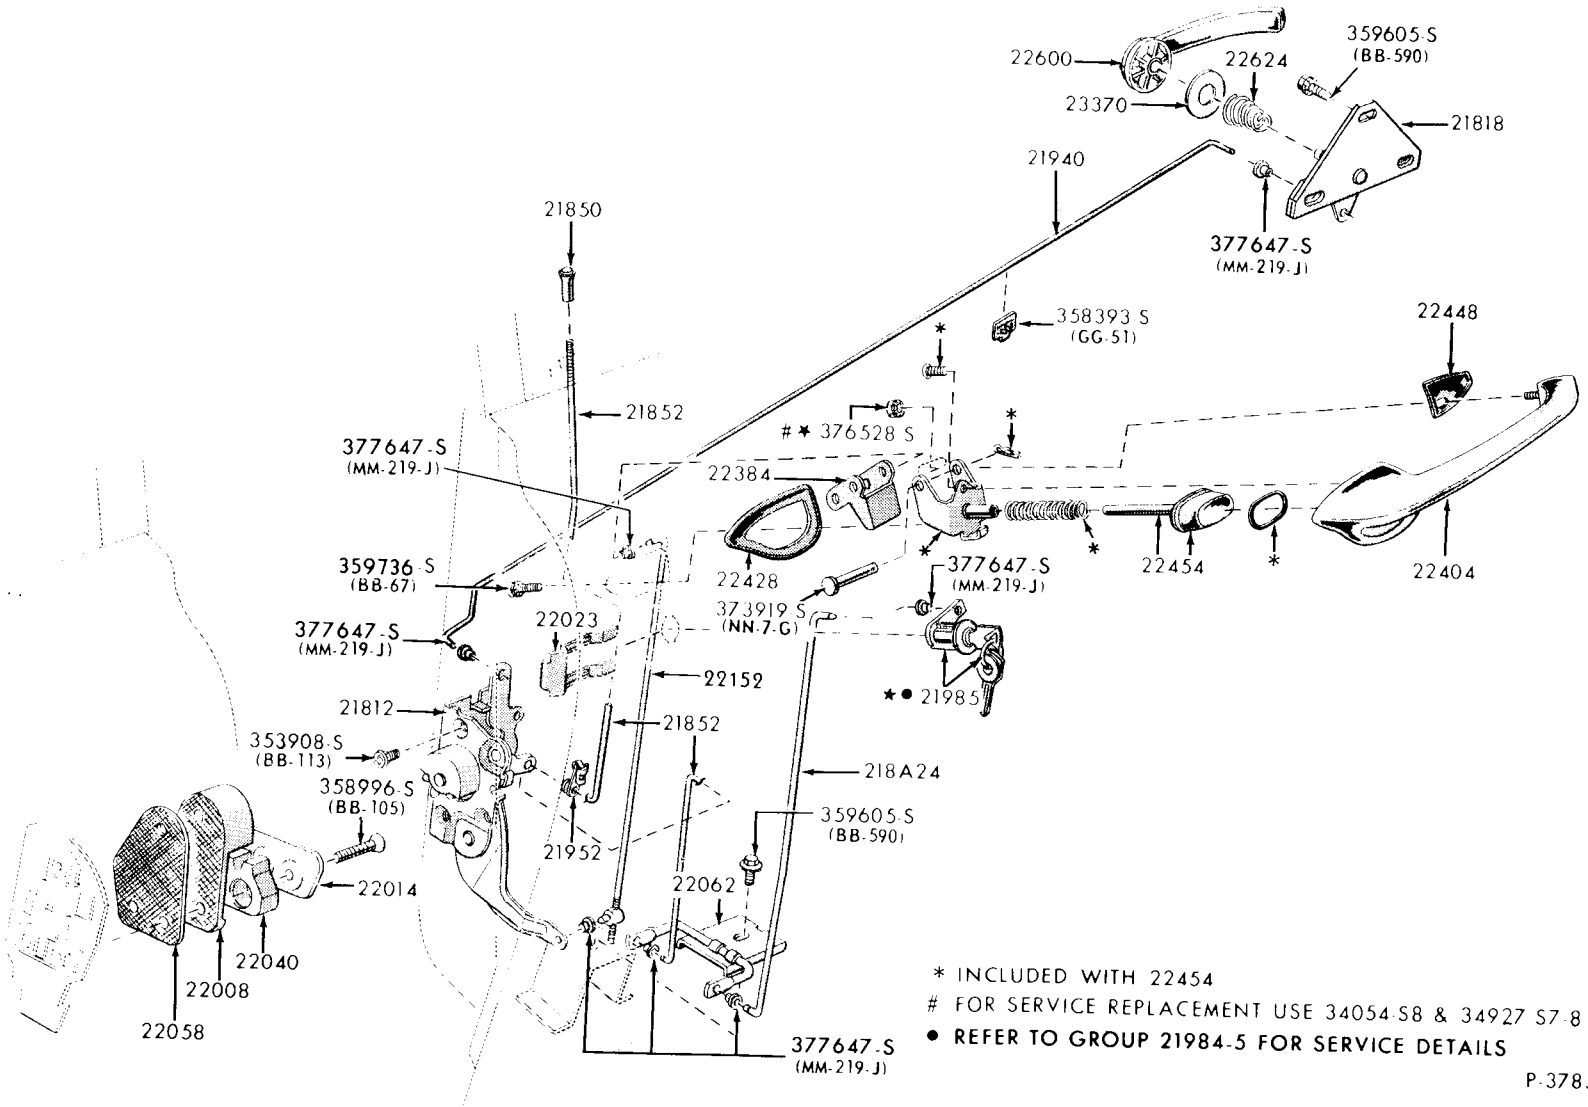 359605-S
(BB-590)
22600
22624
23370
21818
21940
21850
377647-S
(MM-219-J)
358393-S
(GG-51)
*
22448
21852
# ★ 376528 S
*
377647-S
(MM-219-J)
22384
359736-S
(BB-67)
22428
*
*
22454
*
22404
377647-S
(MM-219-J)
373919-S
(NN-7-G)
22023
377647-S
(MM-219-J)
22152
★ ● 21985
21812
21852
353908-S
(BB-113)
218A24
358996-S
(BB-105)
359605-S
(BB-590)
21952
22014
22062
22040
22008
22058
377647-S
(MM-219-J)
* INCLUDED WITH 22454
# FOR SERVICE REPLACEMENT USE 34054-S8 & 34927 S7-8
● REFER TO GROUP 21984-5 FOR SERVICE DETAILS
P-378